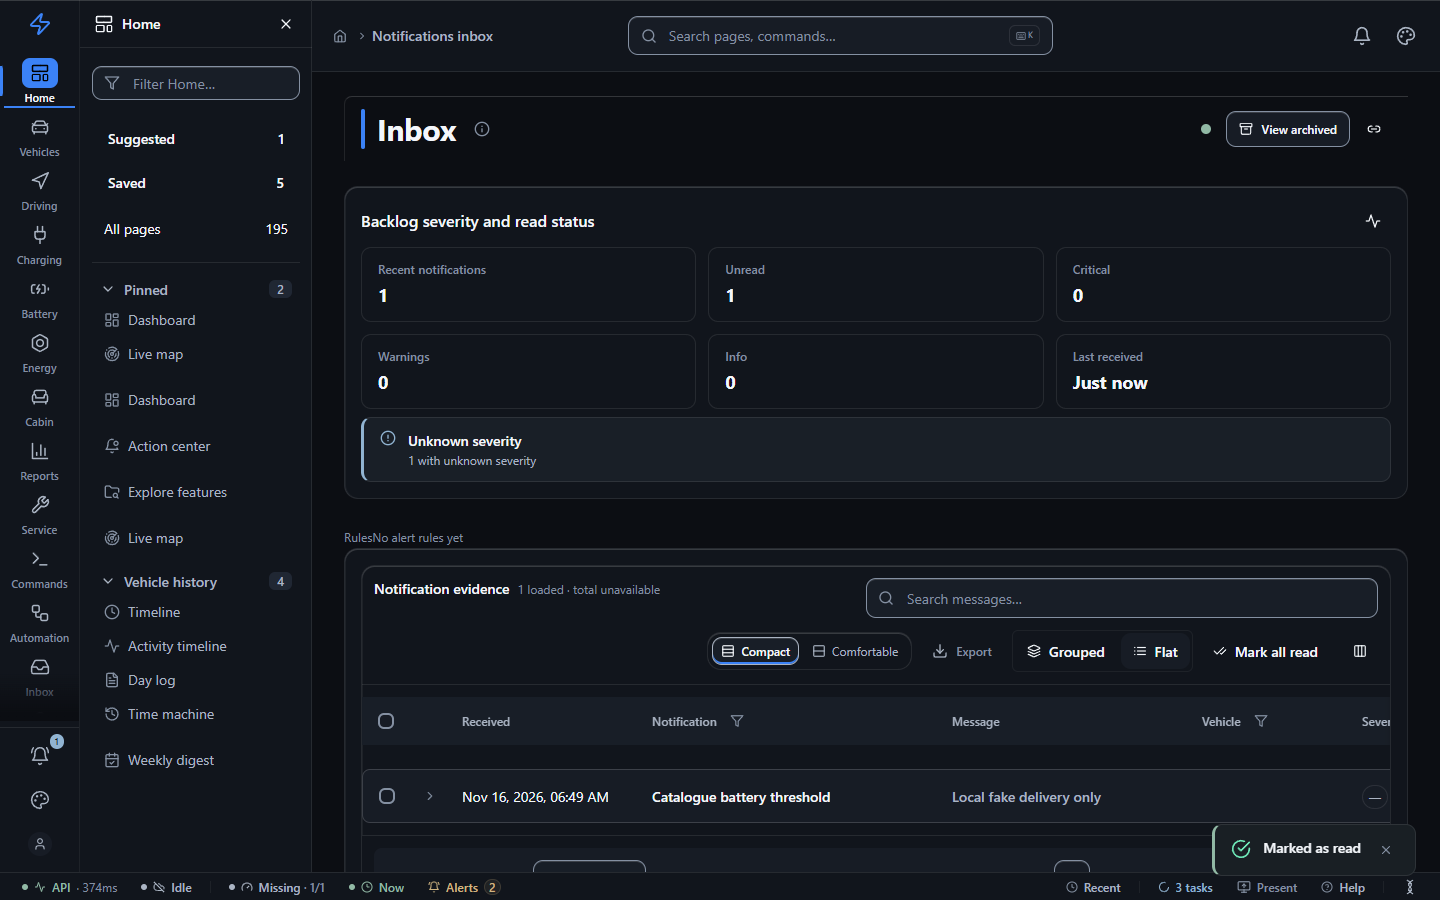 Home
Vehicles
Driving
Charging
Battery
Energy
Cabin
Reports
Service
Commands
Automation
Inbox
1
Home
Filter Home...
Suggested 1
Saved 5
All pages 195
Pinned 2
Dashboard
Live map
Dashboard
Action center
Explore features
Live map
Vehicle history 4
Timeline
Activity timeline
Day log
Time machine
Weekly digest
Notifications inbox
Search pages, commands...
K
Inbox
View archived
Backlog severity and read status
Recent notifications
1
Unread
1
Critical
0
Warnings
0
Info
0
Last received
Just now
Unknown severity
1 with unknown severity
RulesNo alert rules yet
Notification evidence 1 loaded · total unavailable
Search messages...
Compact Comfortable Export Grouped Flat Mark all read
Received Notification Message Vehicle Sever
Nov 16, 2026, 06:49 AM Catalogue battery threshold Local fake delivery only —
Marked as read
API · 374ms Idle Missing · 1/1 Now Alerts 2 Recent 3 tasks Present Help